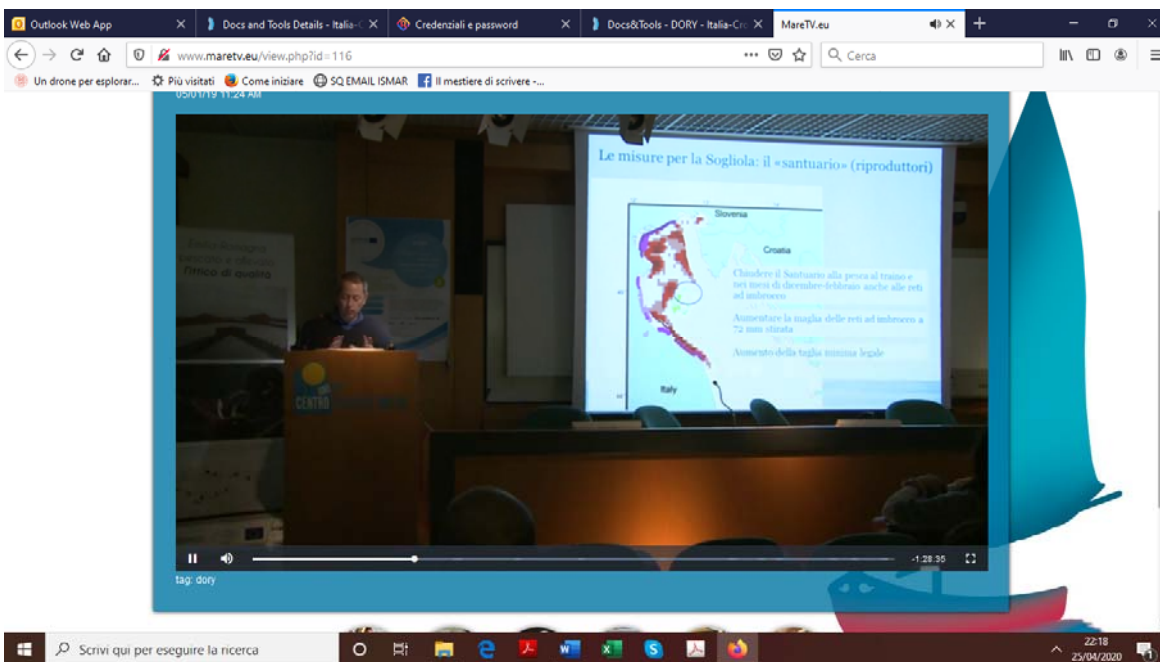 Outlook Web App
Docs and Tools Details - Italia-C
Credenziali e password
Docs&Tools - DORY - Italia-Cro
MareTV.eu
www.maretv.eu/view.php?id=116
Cerca
Un drone per esplorar...
Più visitati
Come iniziare
SQ EMAIL ISMAR
Il mestiere di scrivere -...
05/01/19 11:24 AM
Le misure per la Sogliola: il «santuario» (riproduttori)
Slovenia
Croatia
Chiudere il Santuario alla pesca al traino e
nei mesi di dicembre-febbraio anche alle reti
ad imbrocco
Aumentare la maglia delle reti ad imbrocco a
72 mm stirata
Aumento della taglia minima legale
Italy
l'ittico di qualità
CENTRO
-1:28:35
tag: dory
Scrivi qui per eseguire la ricerca
22:18
25/04/2020